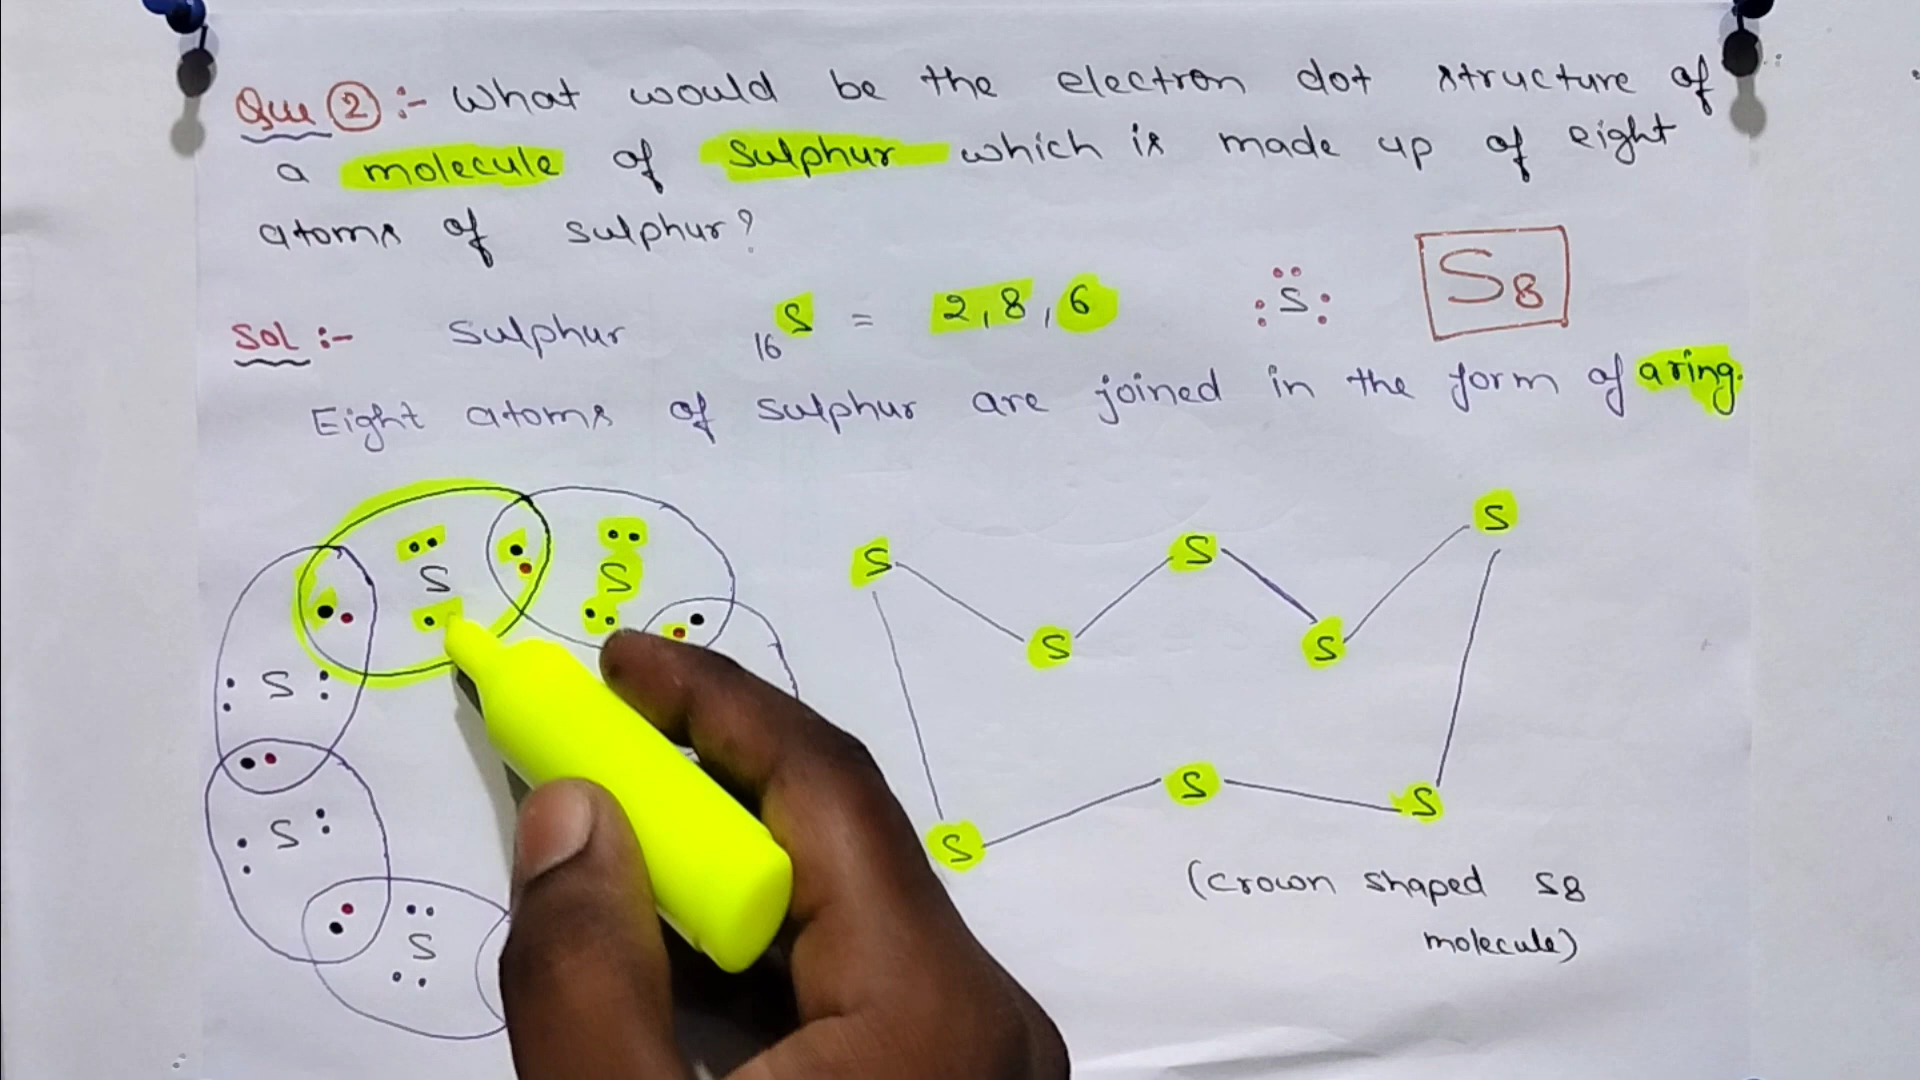 Que ② :- What would be the electron dot structure of
a molecule of sulphur which is made up of eight
atoms of sulphur?
Sol :- Sulphur 16 S = 2, 8, 6 S S8
Eight atoms of sulphur are joined in the form of a ring.
S S
S
S
S
S S S
S S
S S S
(crown shaped S8
molecule)